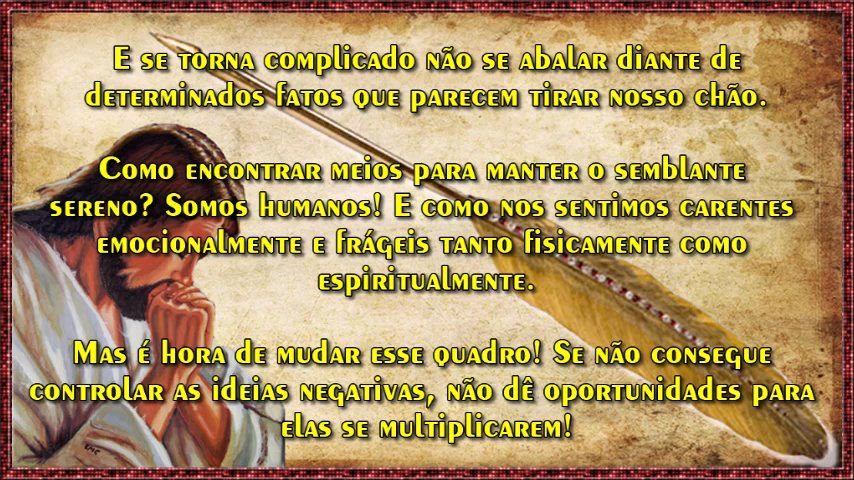 E se torna complicado não se abalar diante de
determinados fatos que parecem tirar nosso chão.
Como encontrar meios para manter o semblante
sereno? Somos humanos! E como nos sentimos carentes
emocionalmente e frágeis tanto fisicamente como
espiritualmente.
Mas é hora de mudar esse quadro! Se não consegue
controlar as ideias negativas, não dê oportunidades para
elas se multiplicarem!